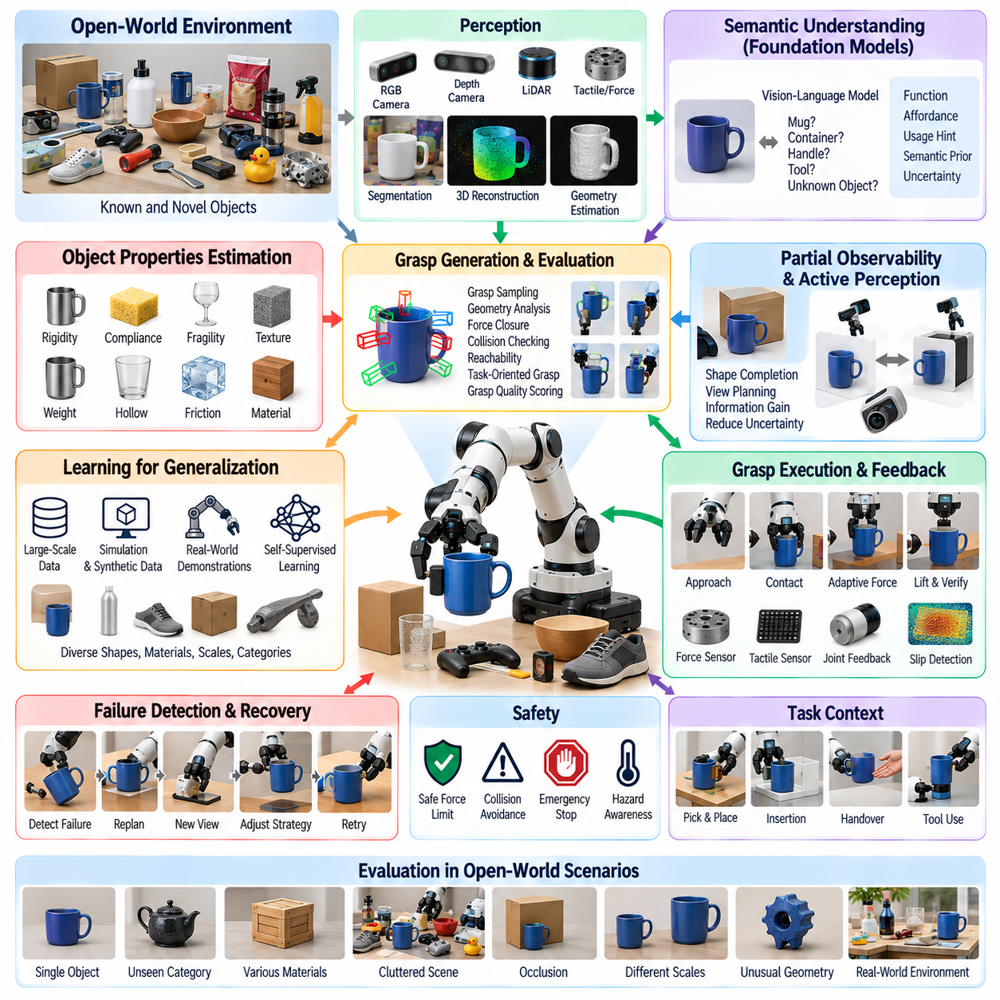 Open-World Environment
Known and Novel Objects
Perception
RGB
Camera
Depth
Camera
LiDAR
Tactile/Force
Segmentation
3D Reconstruction
Geometry
Estimation
Semantic Understanding
(Foundation Models)
Vision-Language Model
Mug?
Container?
Handle?
Tool?
Unknown Object?
Function
Affordance
Usage Hint
Semantic Prior
Uncertainty
Object Properties Estimation
Rigidity
Compliance
Fragility
Texture
Weight
Hollow
Friction
Material
Grasp Generation & Evaluation
Grasp Sampling
Geometry Analysis
Force Closure
Collision Checking
Reachability
Task-Oriented Grasp
Grasp Quality Scoring
Partial Observability
& Active Perception
Shape Completion
View Planning
Information Gain
Reduce Uncertainty
Learning for Generalization
Large-Scale
Data
Simulation
& Synthetic Data
Real-World
Demonstrations
Self-Supervised
Learning
Diverse Shapes, Materials, Scales, Categories
Grasp Execution & Feedback
Approach
Contact
Adaptive Force
Lift & Verify
Force Sensor
Tactile Sensor
Joint Feedback
Slip Detection
Failure Detection & Recovery
Detect Failure
Replan
New View
Adjust Strategy
Retry
Safety
Safe Force
Limit
Collision
Avoidance
Emergency
Stop
Hazard
Awareness
Task Context
Pick & Place
Insertion
Handover
Tool Use
Evaluation in Open-World Scenarios
Single Object
Unseen Category
Various Materials
Cluttered Scene
Occlusion
Different Scales
Unusual Geometry
Real-World Environment